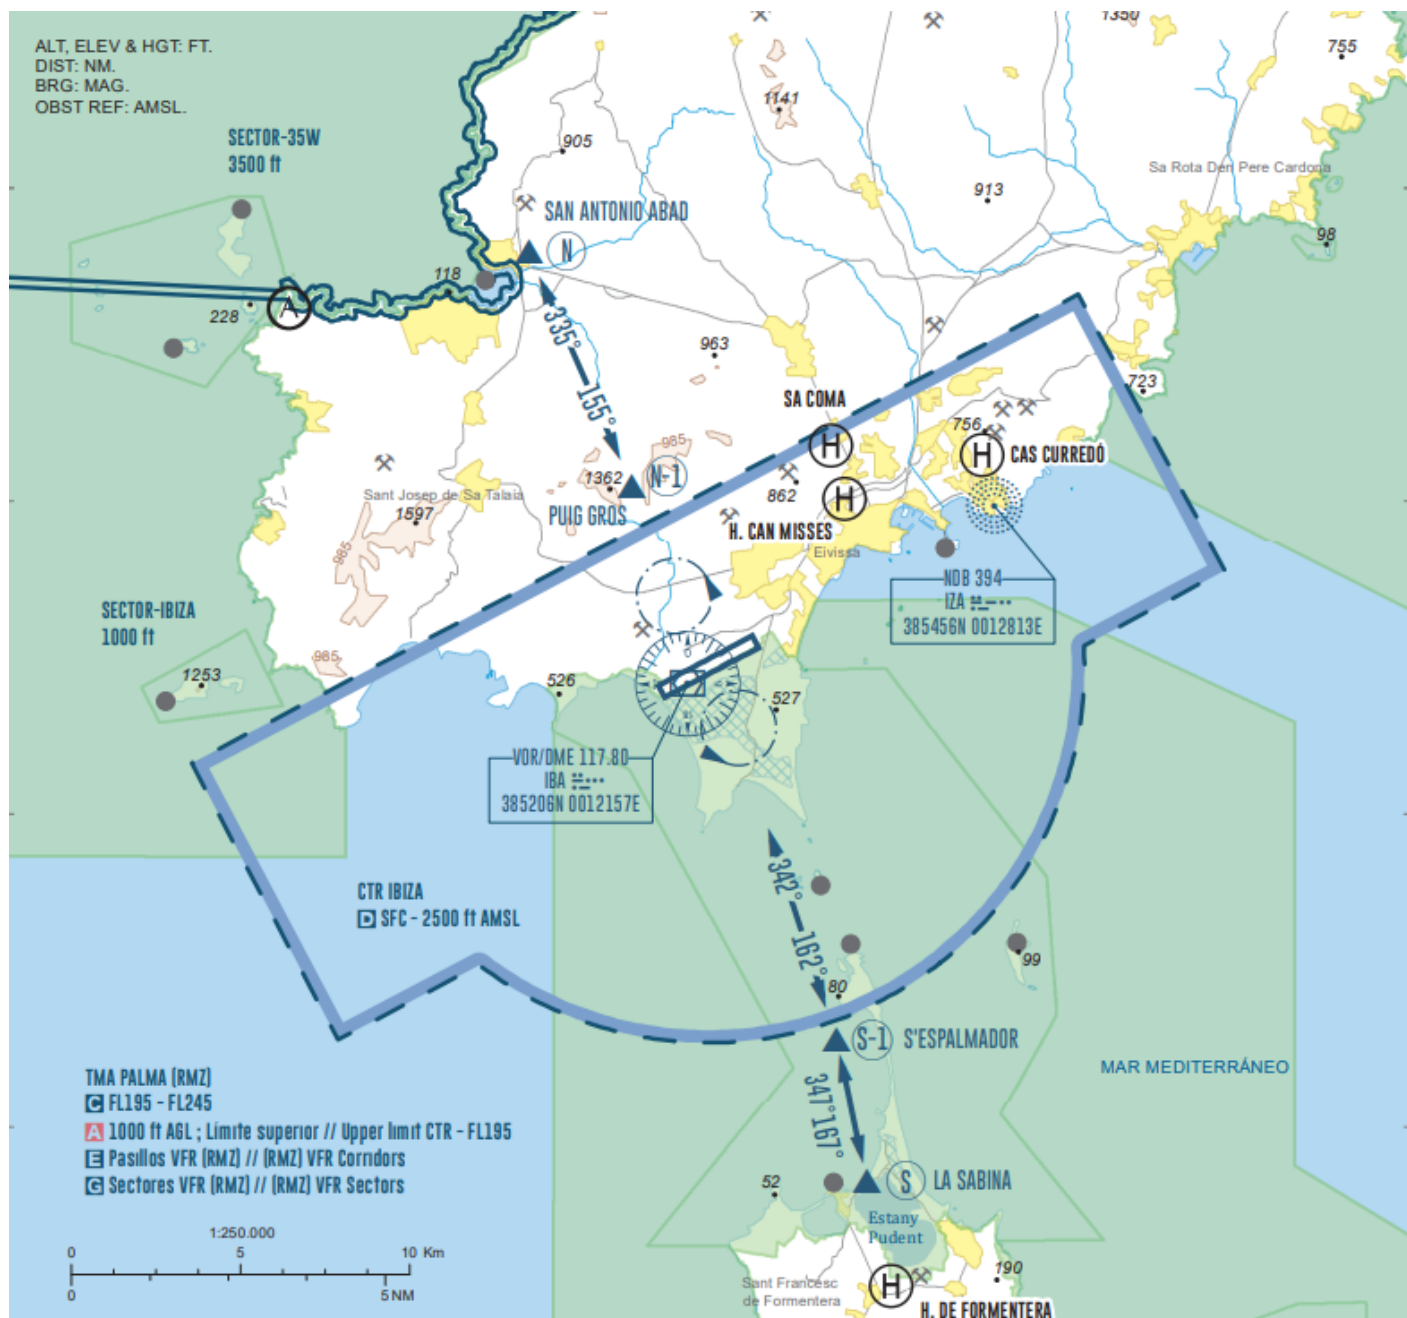 ALT, ELEV & HGT: FT.
DIST: NM.
BRG: MAG.
OBST REF: AMSL.
1350
755
1141
SECTOR-35W
3500 ft
905
Sa Rota Den Pere Cardona
913
SAN ANTONIO ABAD
N
98
118
228
A
335°
155°
963
723
SA COMA
H
756
H
CAS CURREDÓ
985
N-1
1362
862
H
Sant Josep de Sa Talaia
PUIG GROS
1597
H. CAN MISSES
Eivissa
985
NDB 394
IZA
385456N 0012813E
SECTOR-IBIZA
1000 ft
985
1253
526
527
VOR/DME 117.80
IBA
385206N 0012157E
342°
162°
CTR IBIZA
D SFC - 2500 ft AMSL
99
80
S-1
S'ESPALMADOR
MAR MEDITERRÁNEO
347°
167°
TMA PALMA (RMZ)
C FL195 - FL245
A 1000 ft AGL ; Límite superior // Upper limit CTR - FL195
E Pasillos VFR (RMZ) // (RMZ) VFR Corridors
G Sectores VFR (RMZ) // (RMZ) VFR Sectors
52
S
LA SABINA
Estany
Pudent
1:250.000
0 5 10 Km
0 5 NM
190
Sant Francesc
de Formentera
H
H. DE FORMENTERA